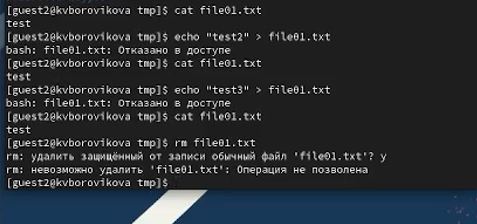 [guest2@kvborovikova tmp]$ cat file01.txt
test
[guest2@kvborovikova tmp]$ echo "test2" > file01.txt
bash: file01.txt: Отказано в доступе
[guest2@kvborovikova tmp]$ cat file01.txt
test
[guest2@kvborovikova tmp]$ echo "test3" > file01.txt
bash: file01.txt: Отказано в доступе
[guest2@kvborovikova tmp]$ cat file01.txt
test
[guest2@kvborovikova tmp]$ rm file01.txt
rm: удалить защищённый от записи обычный файл 'file01.txt'? y
rm: невозможно удалить 'file01.txt': Операция не позволена
[guest2@kvborovikova tmp]$